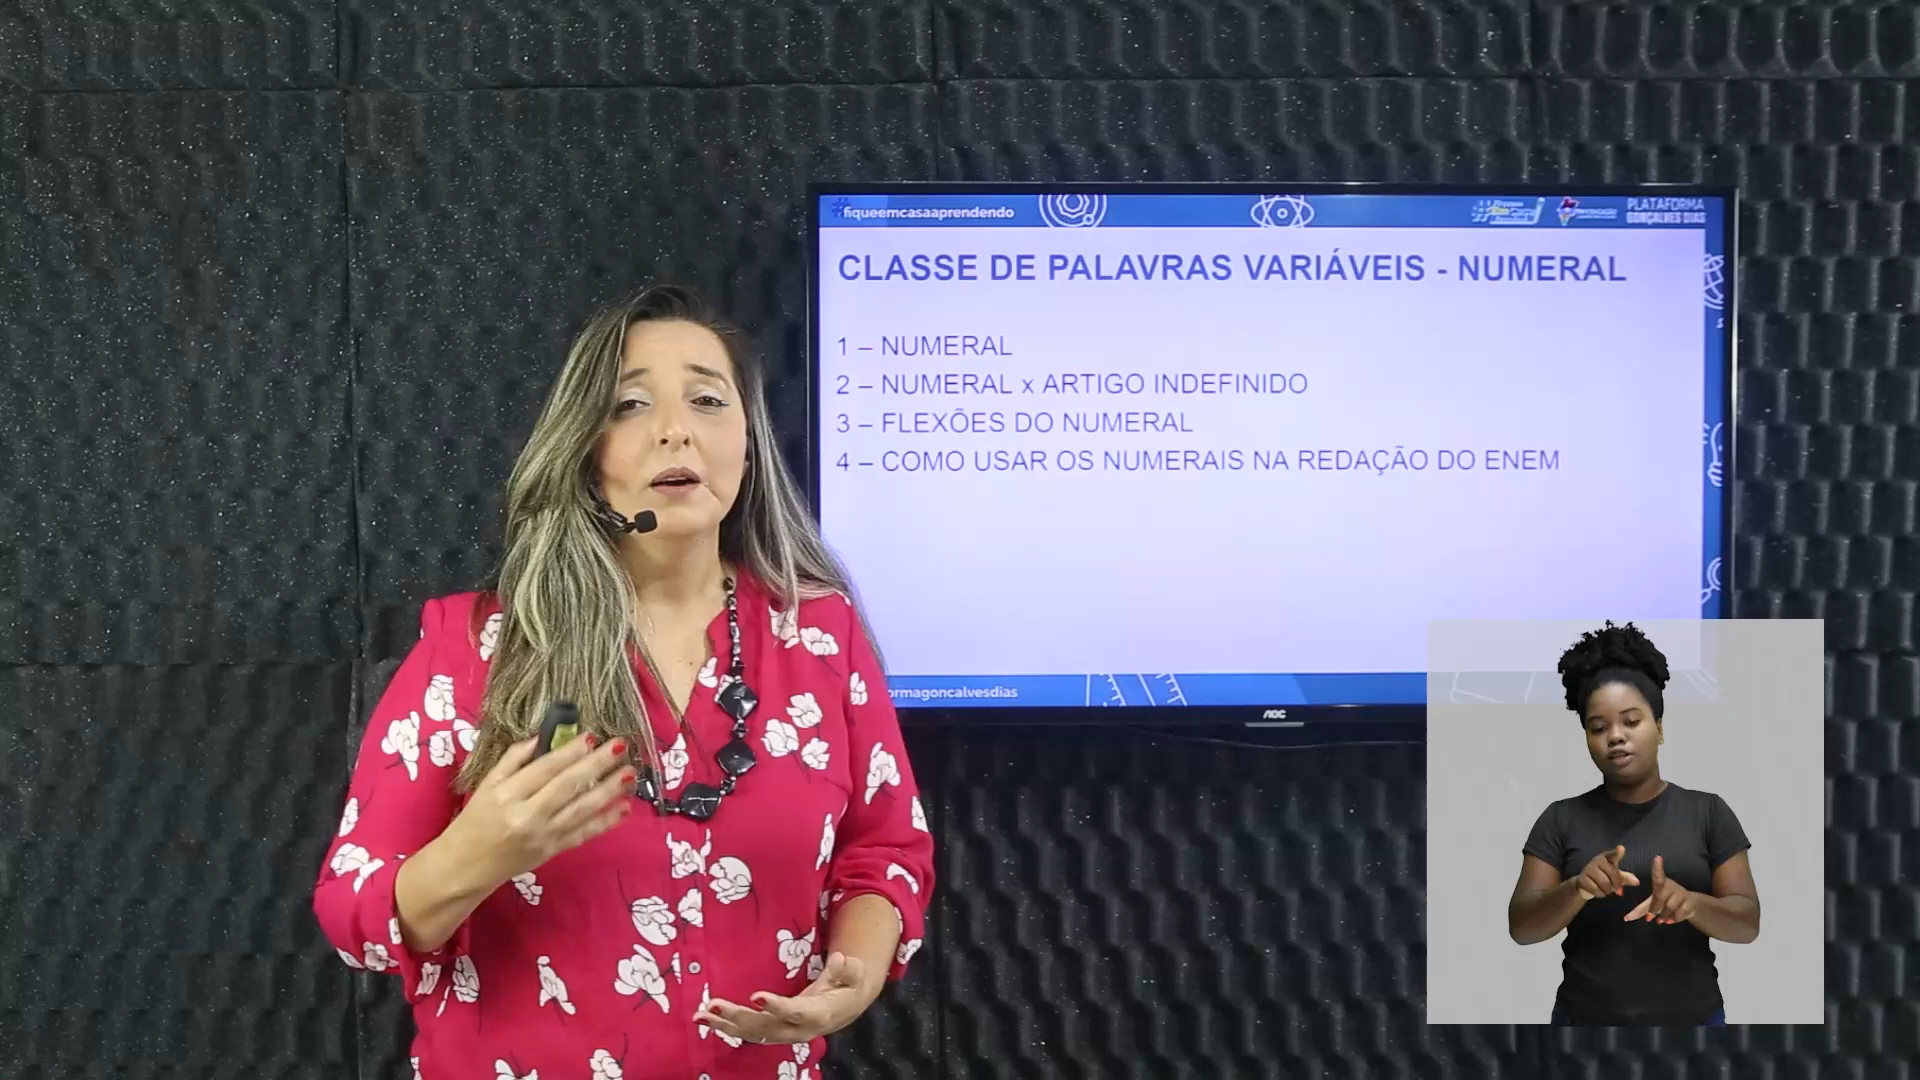 #fiqueemcasaaprendendo
PLATAFORMA
GONÇALVES DIAS
CLASSE DE PALAVRAS VARIÁVEIS - NUMERAL
1 – NUMERAL
2 – NUMERAL x ARTIGO INDEFINIDO
3 – FLEXÕES DO NUMERAL
4 – COMO USAR OS NUMERAIS NA REDAÇÃO DO ENEM
ormagoncalvesdias
AOC